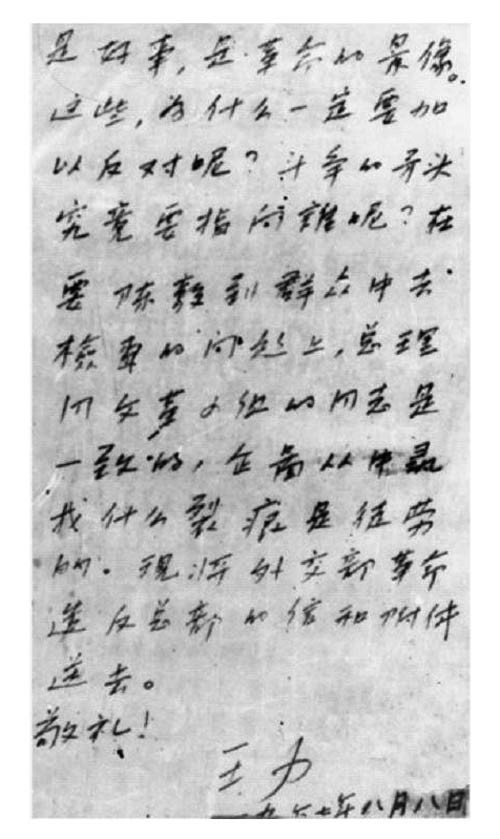 是好事,是革命的景像。
这些,为什么一定要加
以反对呢?斗争的矛头
究竟要指向誰呢?在
要陈毅到群众中去
檢查的问题上,总理
同文革小组的同志是
一致的,企图从中尋
找什么裂痕是徒劳
的。现将外交部革命
造反总部的信和附件
送去。
敬礼!
王力
一九六七年八月八日